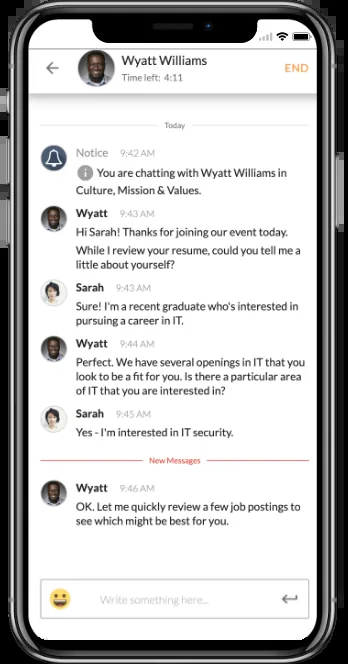 Wyatt Williams
Time left: 4:11
END
Today
Notice 9:42 AM
You are chatting with Wyatt Williams in
Culture, Mission & Values.
Wyatt 9:43 AM
Hi Sarah! Thanks for joining our event today.
While I review your resume, could you tell me a
little about yourself?
Sarah 9:43 AM
Sure! I'm a recent graduate who's interested in
pursuing a career in IT.
Wyatt 9:44 AM
Perfect. We have several openings in IT that you
look to be a fit for you. Is there a particular area
of IT that you are interested in?
Sarah 9:45 AM
Yes - I'm interested in IT security.
New Messages
Wyatt 9:46 AM
OK. Let me quickly review a few job postings to
see which might be best for you.
Write something here...